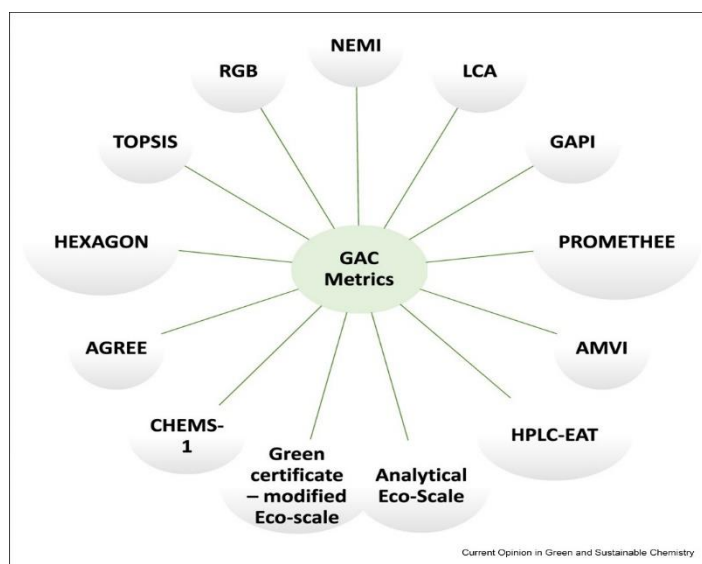 NEMI
RGB
LCA
TOPSIS
GAPI
HEXAGON
GAC
Metrics
PROMETHEE
AGREE
AMVI
CHEMS-
1
HPLC-EAT
Green
certificate
– modified
Eco-scale
Analytical
Eco-Scale
Current Opinion in Green and Sustainable Chemistry